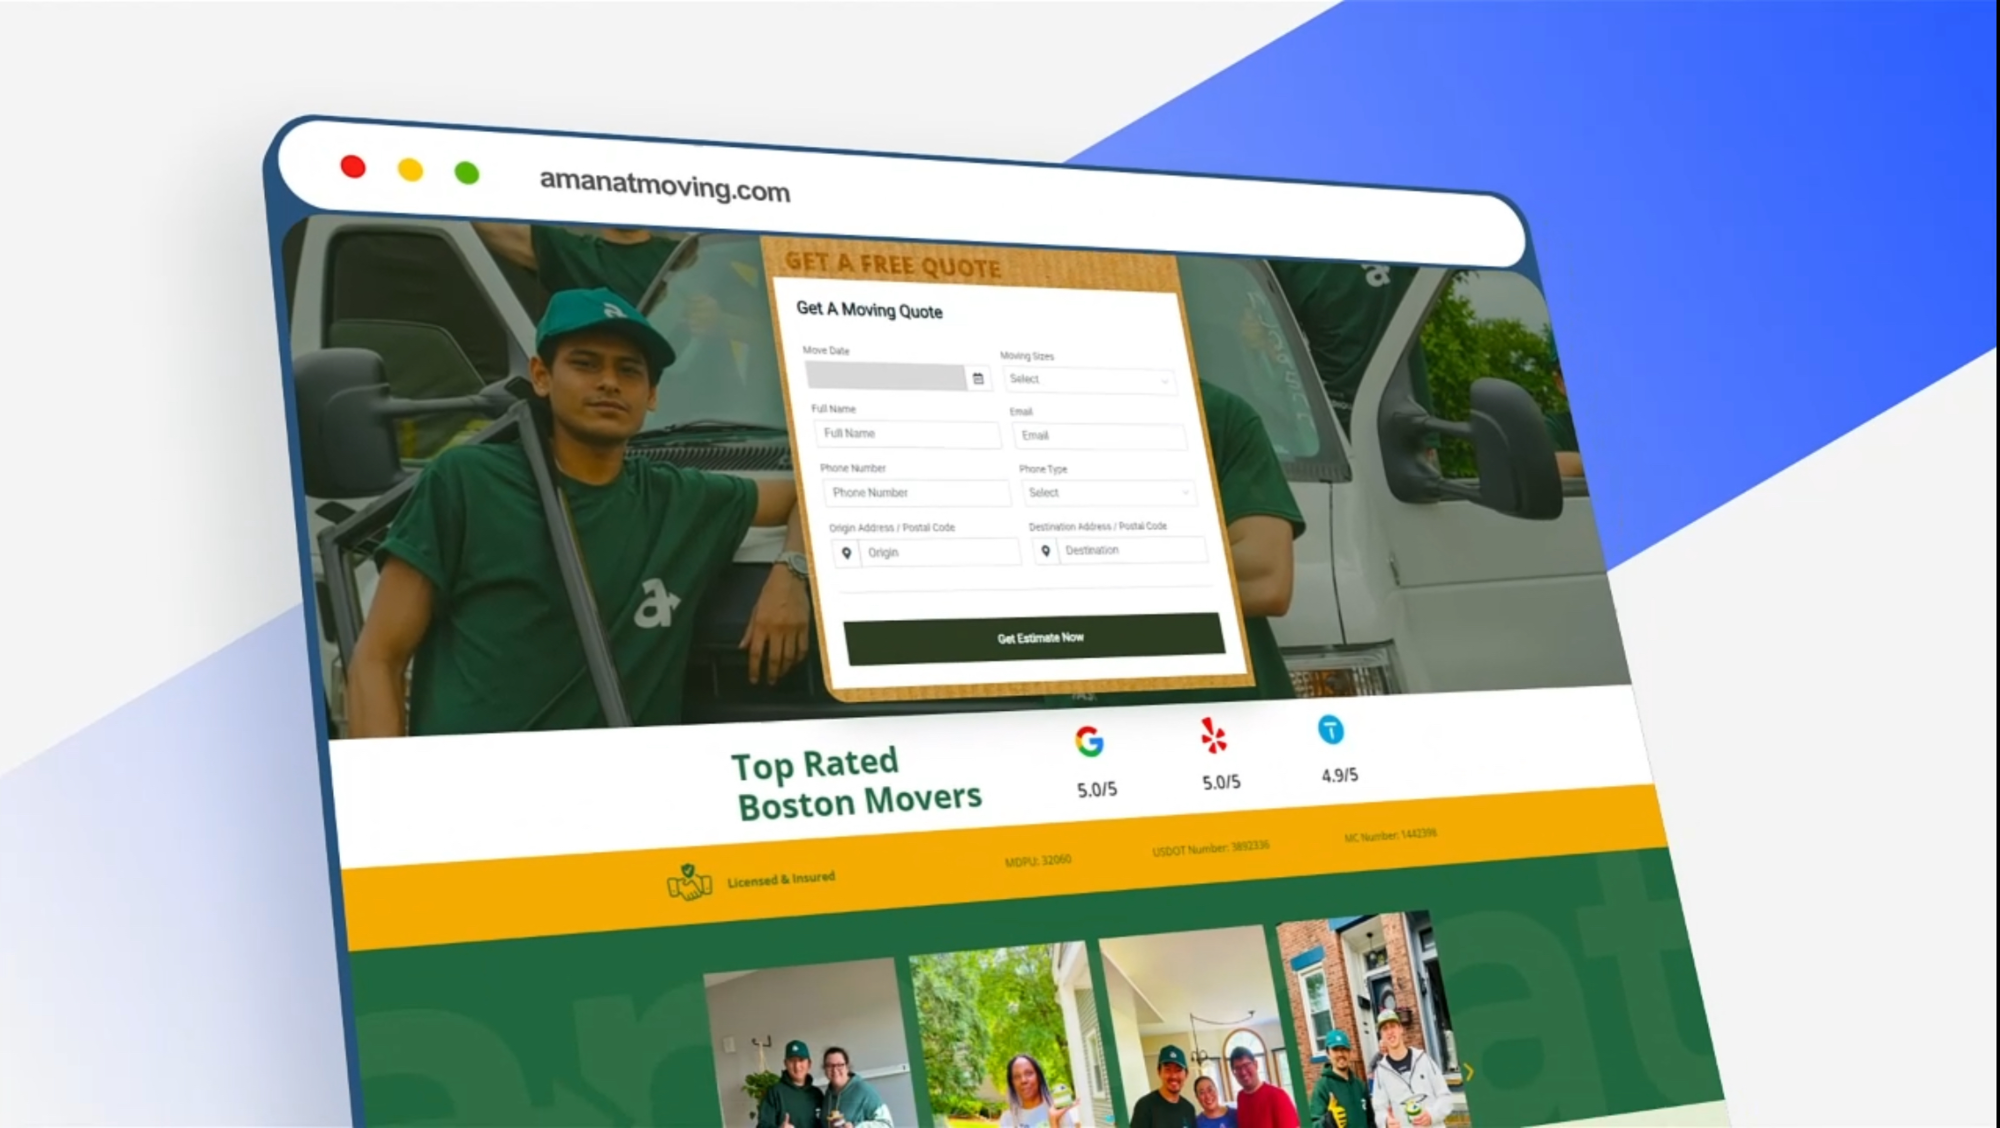 amanatmoving.com
GET A FREE QUOTE
Get A Moving Quote
Move Date
Moving Sizes
Select
Full Name
Email
Full Name
Email
Phone Number
Phone Type
Phone Number
Select
Origin Address / Postal Code
Destination Address / Postal Code
Origin
Destination
Get Estimate Now
Top Rated
Boston Movers
5.0/5
5.0/5
4.9/5
Licensed & Insured
MDPU: 32060
USDOT Number: 3892336
MC Number: 1442398